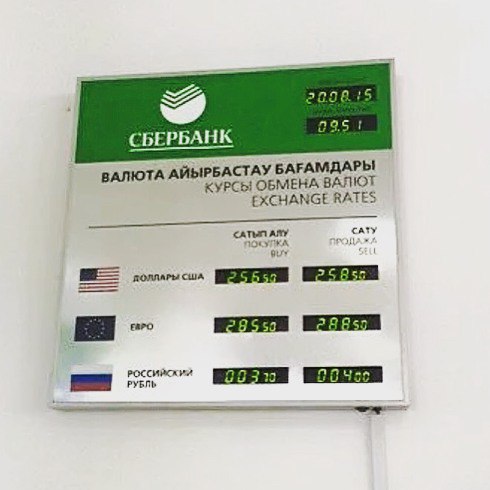 20.08.15
09.51
СБЕРБАНК
ВАЛЮТА АЙЫРБАСТАУ БАҒАМДАРЫ
КУРСЫ ОБМЕНА ВАЛЮТ
EXCHANGE RATES
САТЫП АЛУ САТУ
ПОКУПКА ПРОДАЖА
BUY SELL
ДОЛЛАРЫ США 256 50 258 50
ЕВРО 285 50 288 50
РОССИЙСКИЙ
РУБЛЬ 003 70 004 00